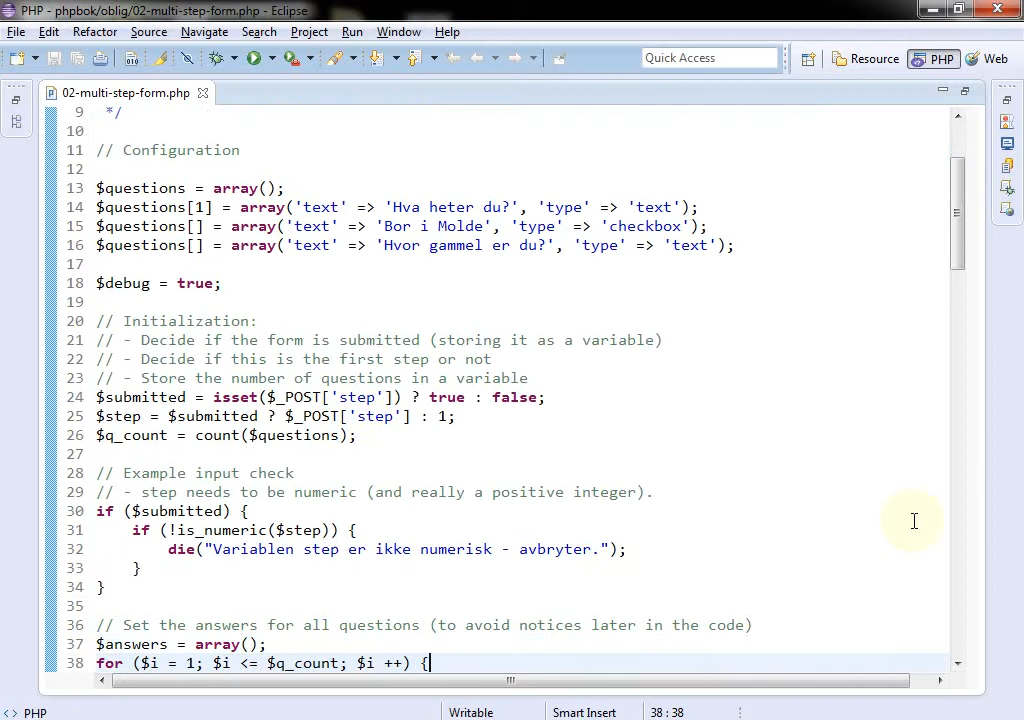 PHP - phpbok/oblig/02-multi-step-form.php - Eclipse
File Edit Refactor Source Navigate Search Project Run Window Help
010
Quick Access
Resource PHP Web
02-multi-step-form.php
9 */
10
11 // Configuration
12
13 $questions = array();
14 $questions[1] = array('text' => 'Hva heter du?', 'type' => 'text');
15 $questions[] = array('text' => 'Bor i Molde', 'type' => 'checkbox');
16 $questions[] = array('text' => 'Hvor gammel er du?', 'type' => 'text');
17
18 $debug = true;
19
20 // Initialization:
21 // - Decide if the form is submitted (storing it as a variable)
22 // - Decide if this is the first step or not
23 // - Store the number of questions in a variable
24 $submitted = isset($_POST['step']) ? true : false;
25 $step = $submitted ? $_POST['step'] : 1;
26 $q_count = count($questions);
27
28 // Example input check
29 // - step needs to be numeric (and really a positive integer).
30 if ($submitted) {
31 if (!is_numeric($step)) {
32 die("Variablen step er ikke numerisk - avbryter.");
33 }
34 }
35
36 // Set the answers for all questions (to avoid notices later in the code)
37 $answers = array();
38 for ($i = 1; $i <= $q_count; $i ++) {
PHP Writable Smart Insert 38 : 38